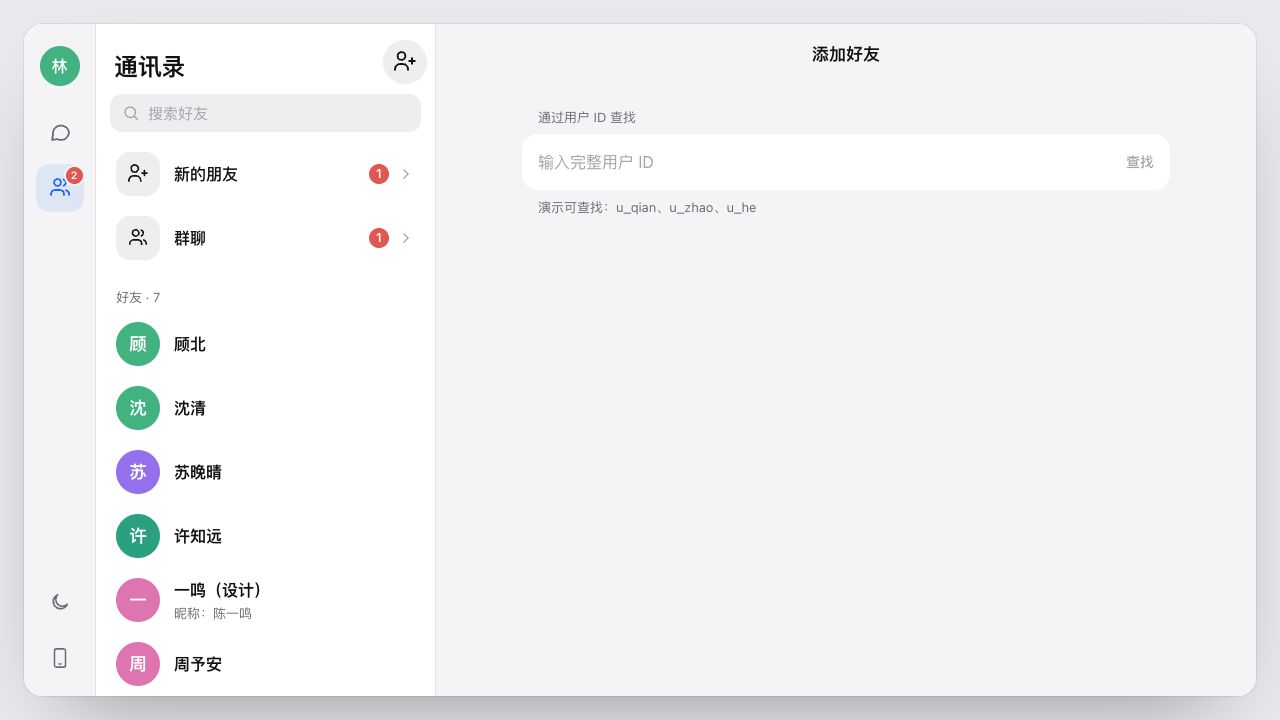 林
2
通讯录
搜索好友
新的朋友 1
群聊 1
好友 · 7
顾 顾北
沈 沈清
苏 苏晚晴
许 许知远
一 一鸣（设计）
昵称：陈一鸣
周 周予安
添加好友
通过用户 ID 查找
输入完整用户 ID 查找
演示可查找：u_qian、u_zhao、u_he